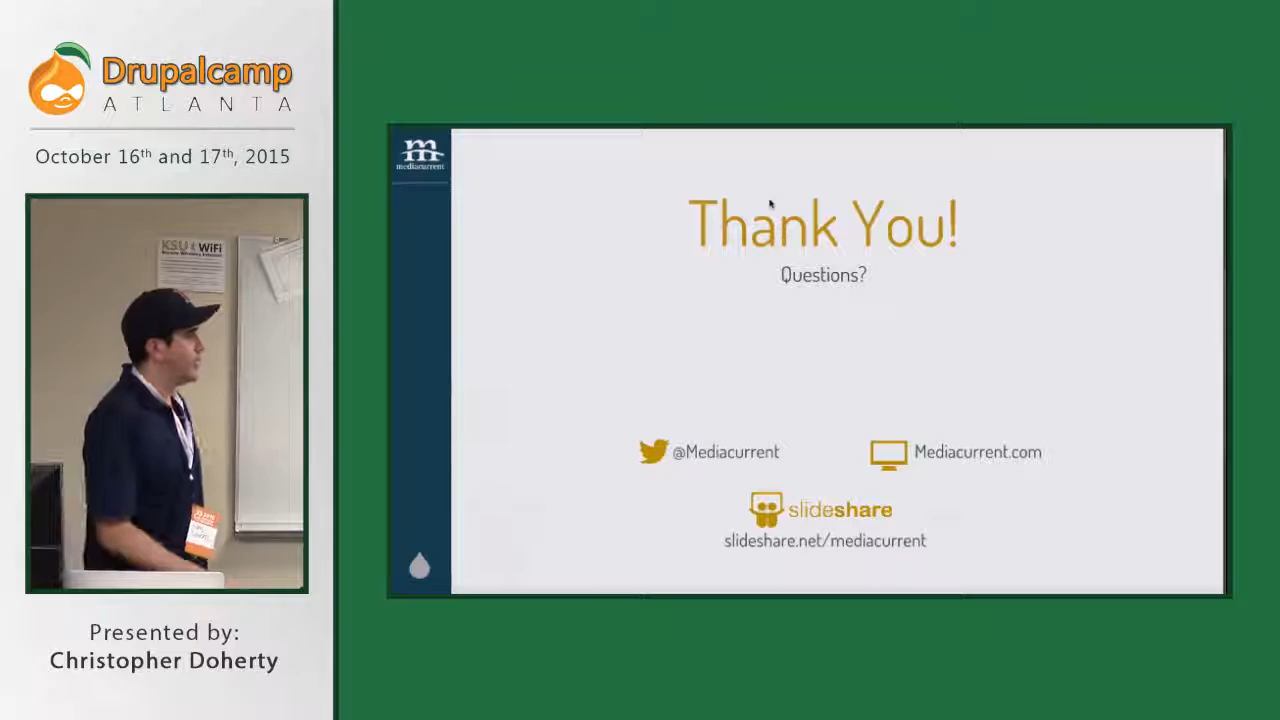 Drupalcamp
ATLANTA
October 16th and 17th, 2015
KSU WiFi
Presented by:
Christopher Doherty
mediacurrent
Thank You!
Questions?
@Mediacurrent
Mediacurrent.com
slideshare
slideshare.net/mediacurrent